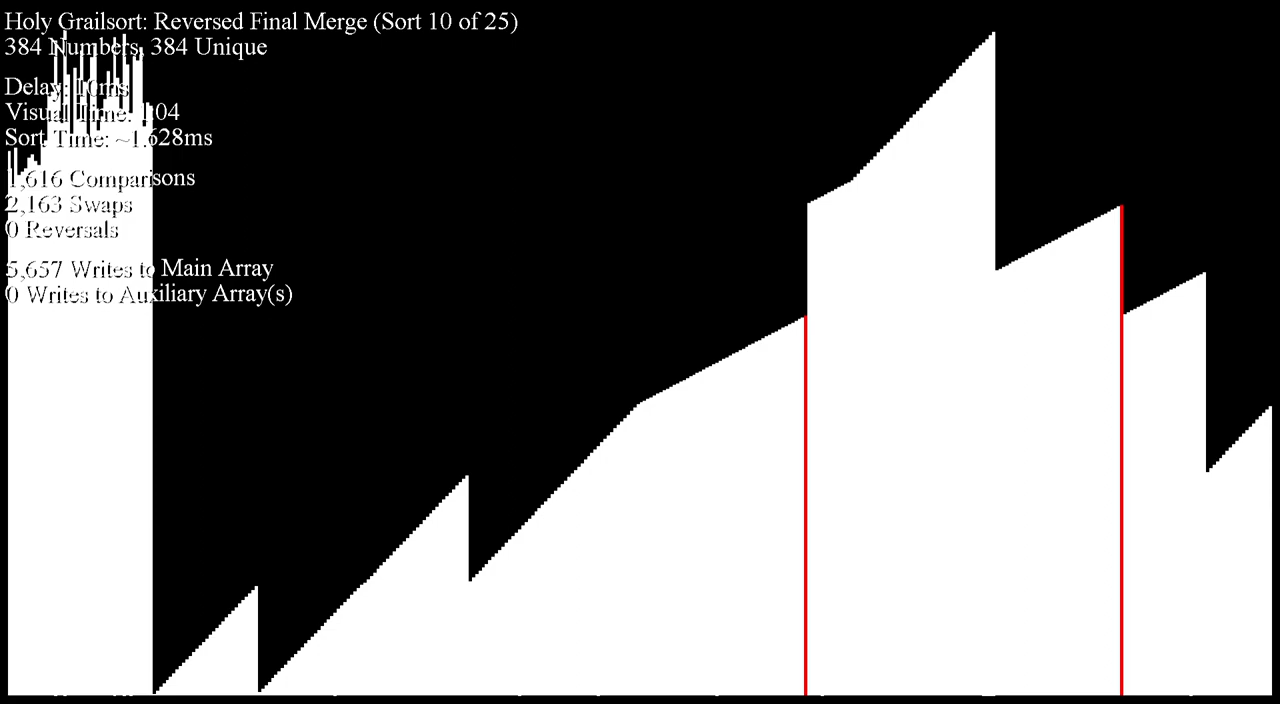 Holy Grailsort: Reversed Final Merge (Sort 10 of 25)
384 Numbers, 384 Unique
Delay: 10ms
Visual Time: 1:04
Sort Time: ~1.628ms
1,616 Comparisons
2,163 Swaps
0 Reversals
5,657 Writes to Main Array
0 Writes to Auxiliary Array(s)